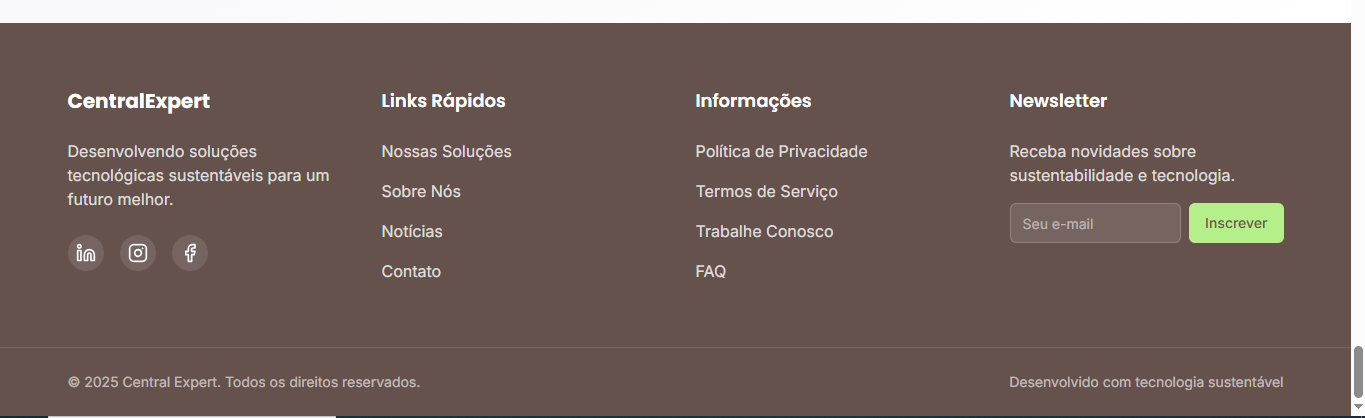 CentralExpert
Desenvolvendo soluções
tecnológicas sustentáveis para um
futuro melhor.
Links Rápidos
Nossas Soluções
Sobre Nós
Notícias
Contato
Informações
Política de Privacidade
Termos de Serviço
Trabalhe Conosco
FAQ
Newsletter
Receba novidades sobre
sustentabilidade e tecnologia.
Seu e-mail
Inscrever
© 2025 Central Expert. Todos os direitos reservados.
Desenvolvido com tecnologia sustentável